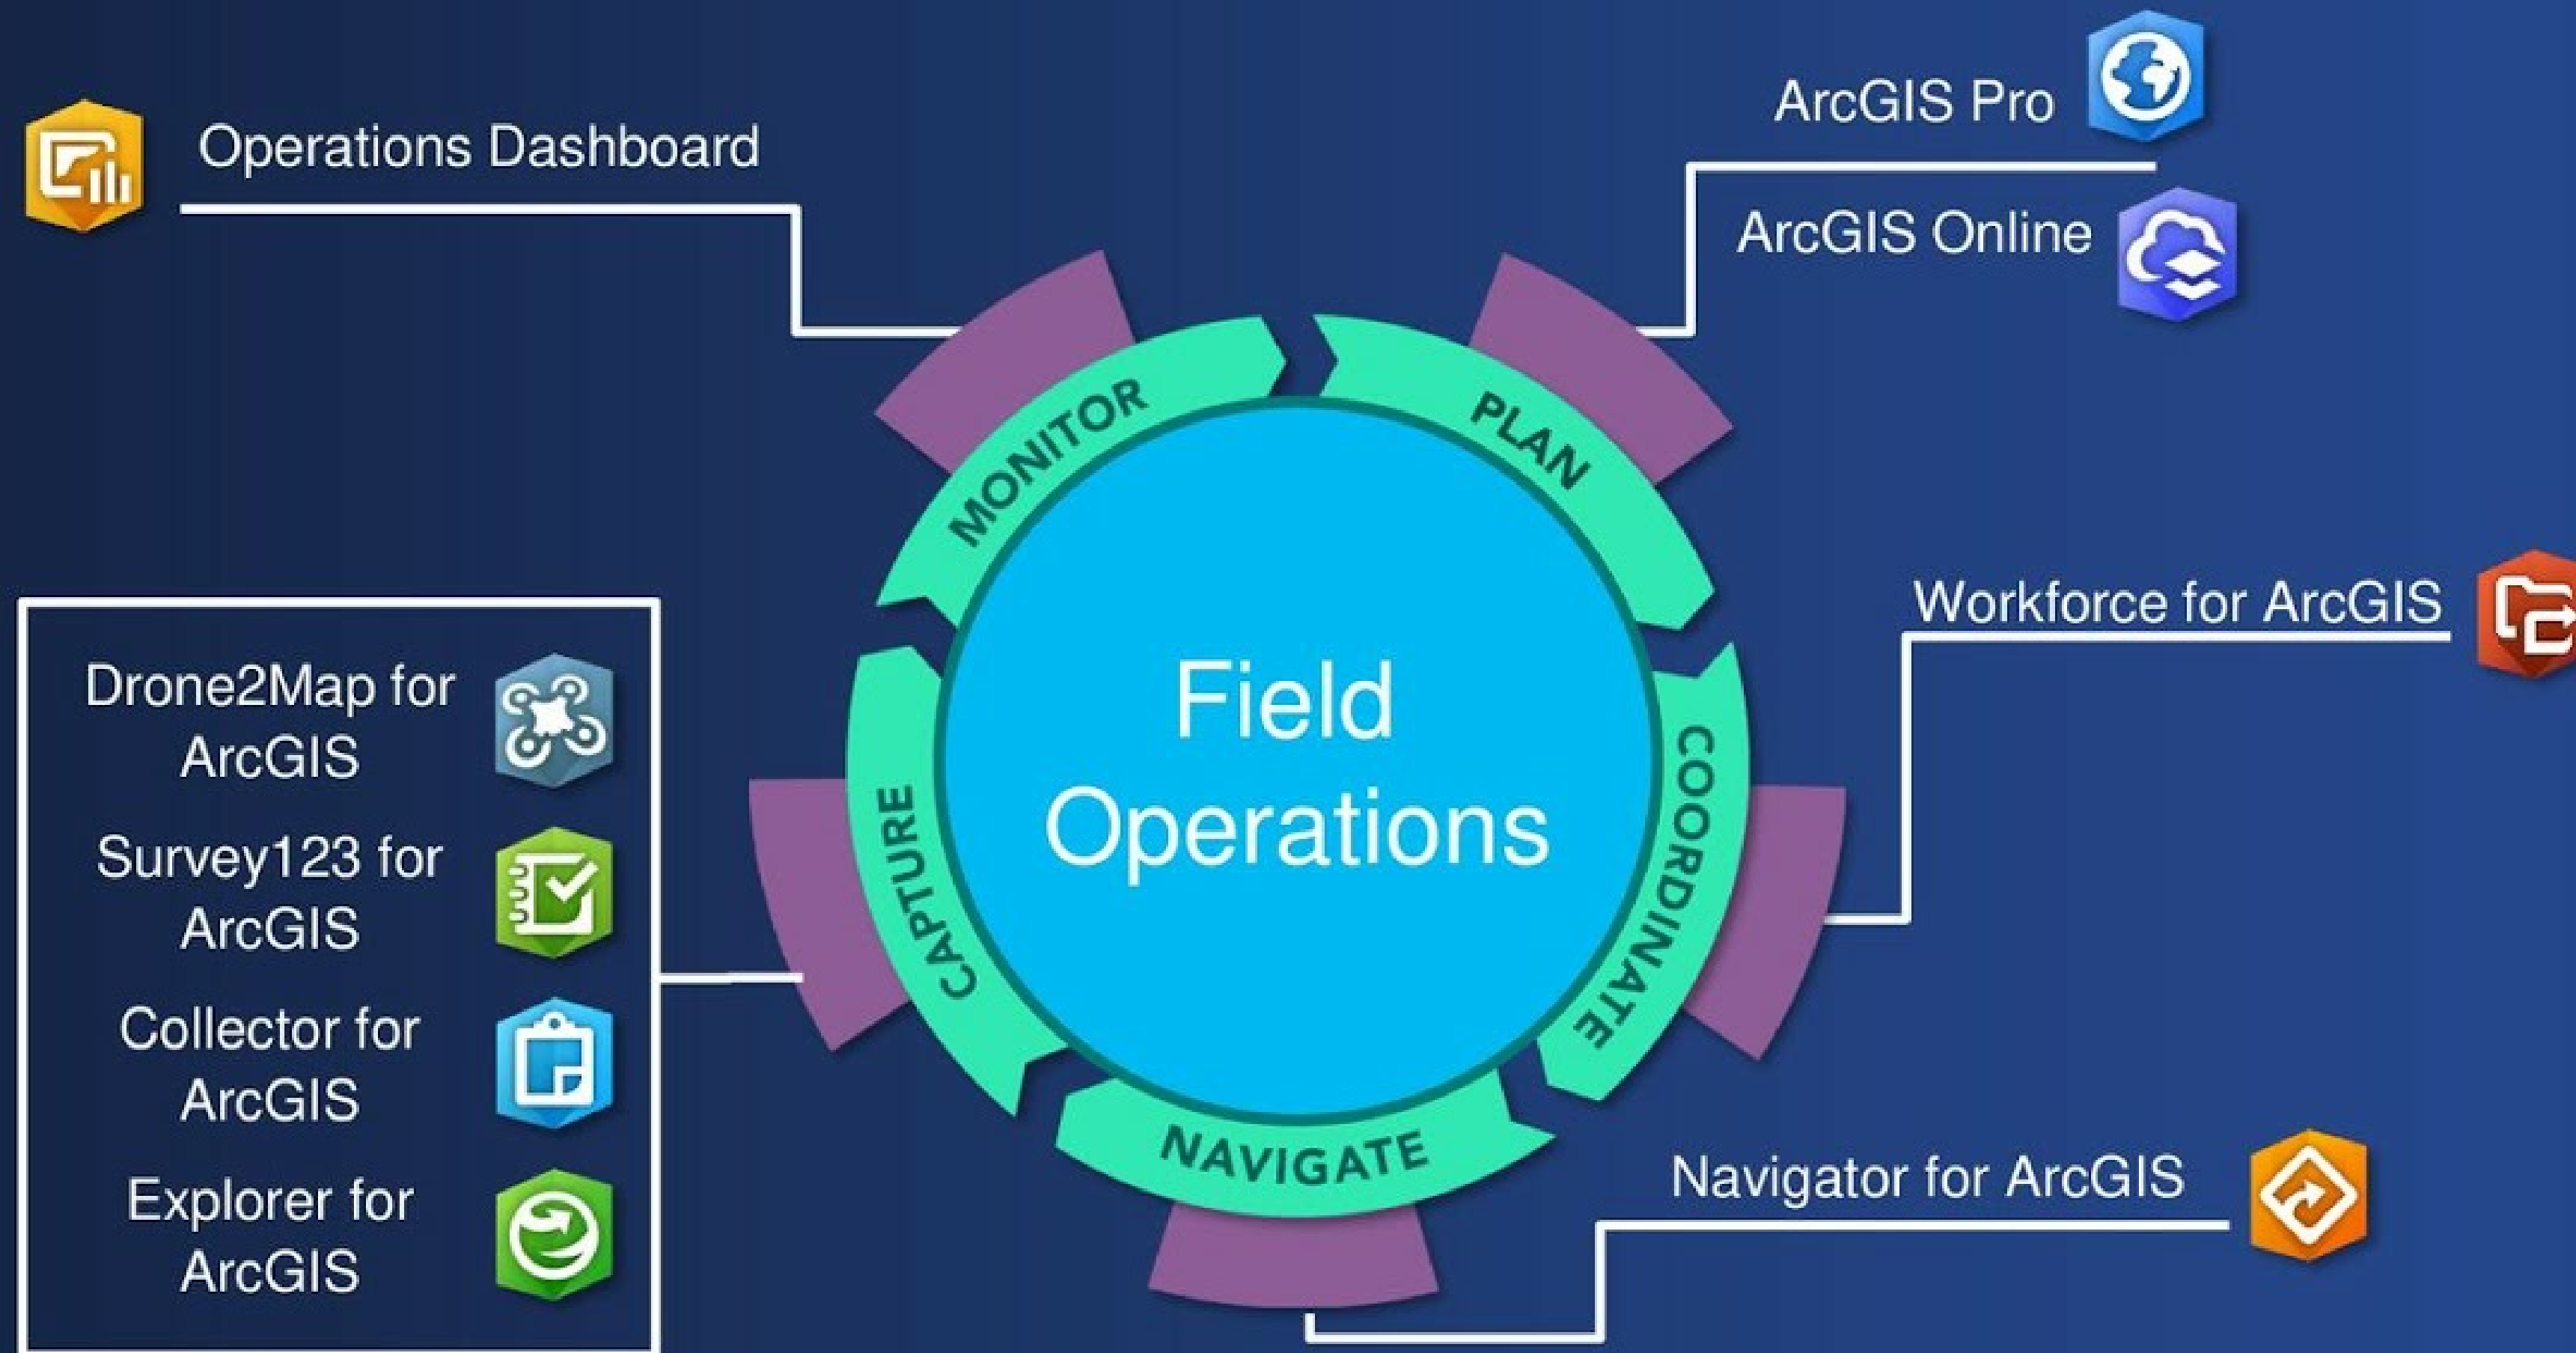 Operations Dashboard
ArcGIS Pro
ArcGIS Online
MONITOR
PLAN
Workforce for ArcGIS
COORDINATE
Field
Operations
CAPTURE
NAVIGATE
Drone2Map for
ArcGIS
Survey123 for
ArcGIS
Collector for
ArcGIS
Explorer for
ArcGIS
Navigator for ArcGIS